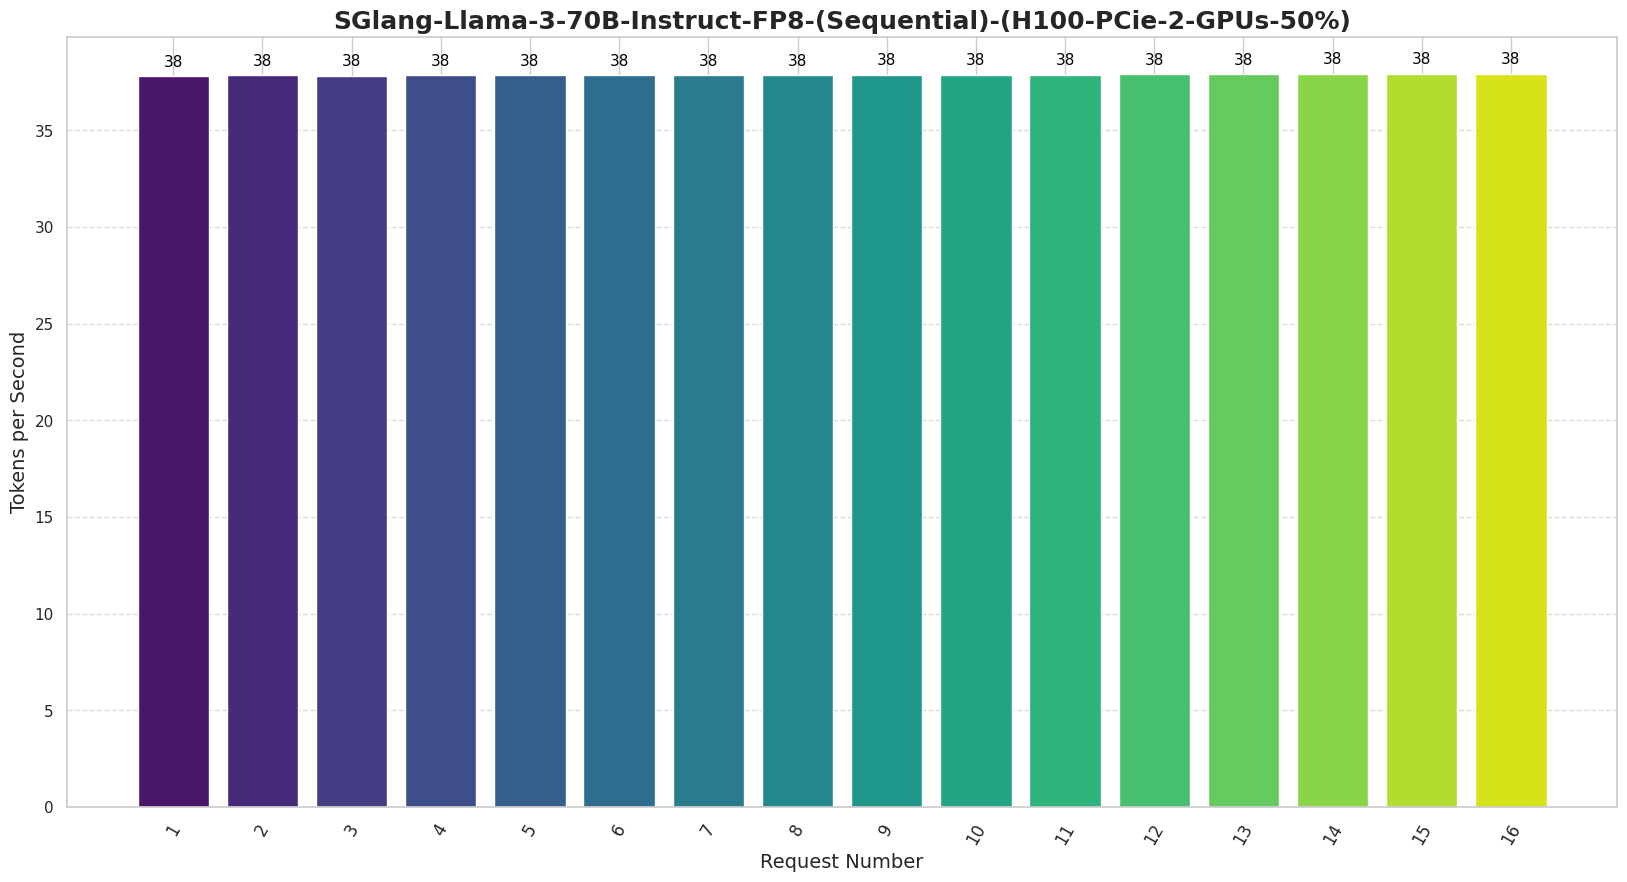 SGlang-Llama-3-70B-Instruct-FP8-(Sequential)-(H100-PCie-2-GPUs-50%)
38 38 38 38 38 38 38 38 38 38 38 38 38 38 38 38
35
30
25
20
15
10
5
0
Tokens per Second
1 2 3 4 5 6 7 8 9 10 11 12 13 14 15 16
Request Number